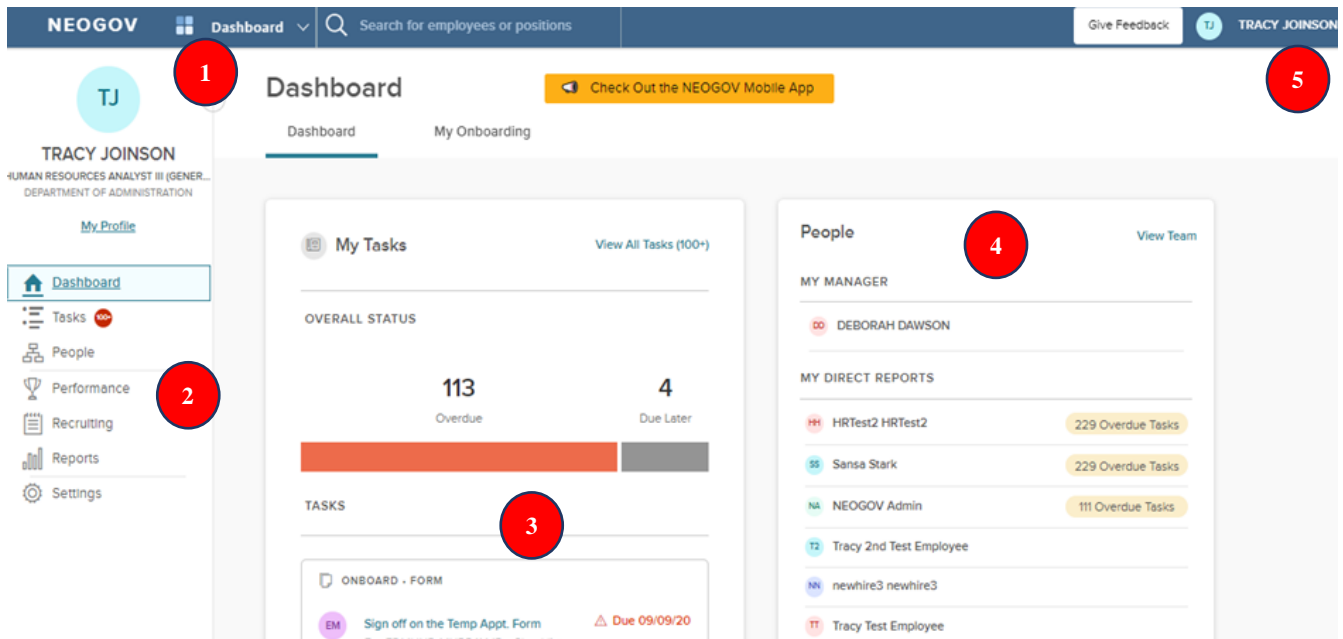 NEOGOV
Dashboard
Search for employees or positions
Give Feedback
TJ
TRACY JOINSON
1
5
TJ
TRACY JOINSON
HUMAN RESOURCES ANALYST III (GENER...
DEPARTMENT OF ADMINISTRATION
My Profile
Dashboard
Tasks 100+
People
Performance
2
Recruiting
Reports
Settings
Dashboard
Check Out the NEOGOV Mobile App
Dashboard
My Onboarding
My Tasks
View All Tasks (100+)
OVERALL STATUS
113
4
Overdue
Due Later
TASKS
3
ONBOARD - FORM
EM
Sign off on the Temp Appt. Form
Due 09/09/20
People
4
View Team
MY MANAGER
DD DEBORAH DAWSON
MY DIRECT REPORTS
HH HRTest2 HRTest2 229 Overdue Tasks
SS Sansa Stark 229 Overdue Tasks
NA NEOGOV Admin 111 Overdue Tasks
T2 Tracy 2nd Test Employee
NN newhire3 newhire3
TT Tracy Test Employee